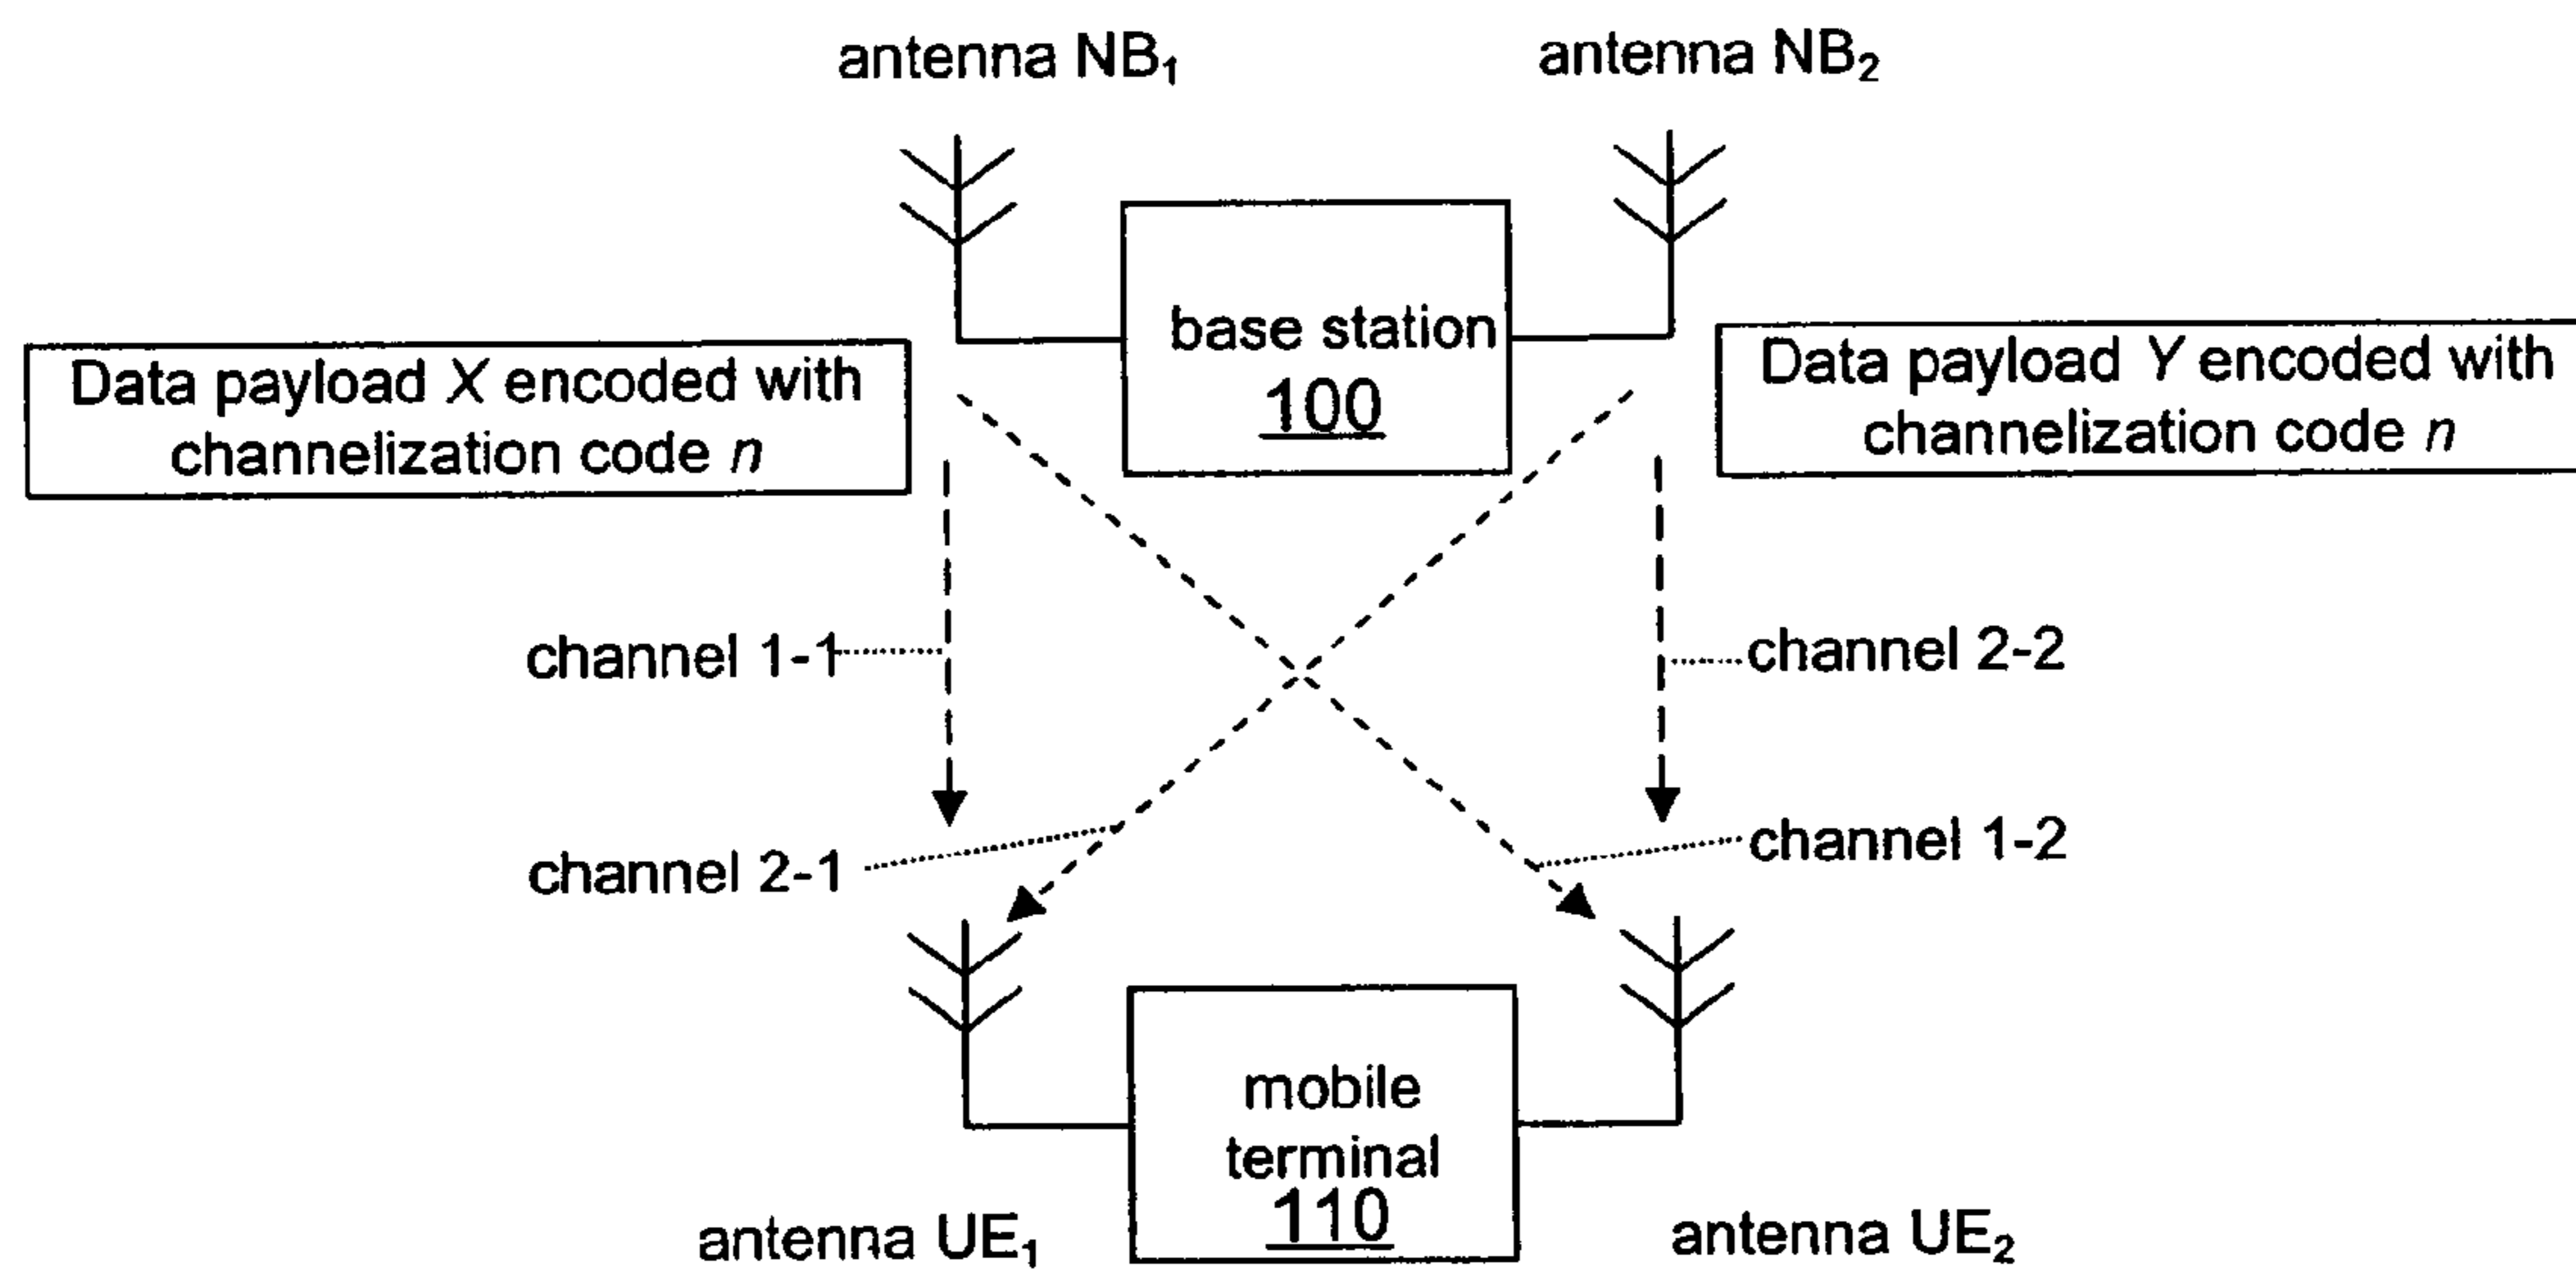 antenna NB₁
antenna NB₂
base station
100
Data payload X encoded with
channelization code n
Data payload Y encoded with
channelization code n
channel 1-1
channel 2-2
channel 2-1
channel 1-2
mobile
terminal
110
antenna UE₁
antenna UE₂